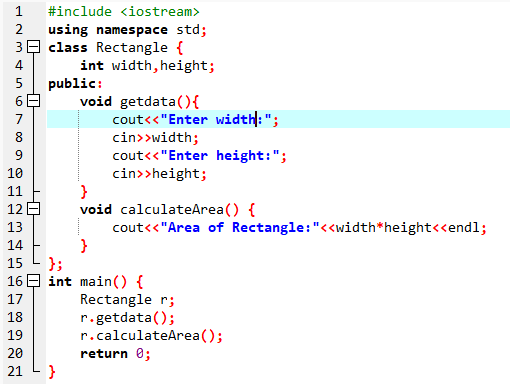 1 #include <iostream>
2 using namespace std;
3 class Rectangle {
4     int width,height;
5 public:
6     void getdata(){
7         cout<<"Enter width:";
8         cin>>width;
9         cout<<"Enter height:";
10         cin>>height;
11     }
12     void calculateArea() {
13         cout<<"Area of Rectangle:"<<width*height<<endl;
14     }
15 };
16 int main() {
17     Rectangle r;
18     r.getdata();
19     r.calculateArea();
20     return 0;
21 }